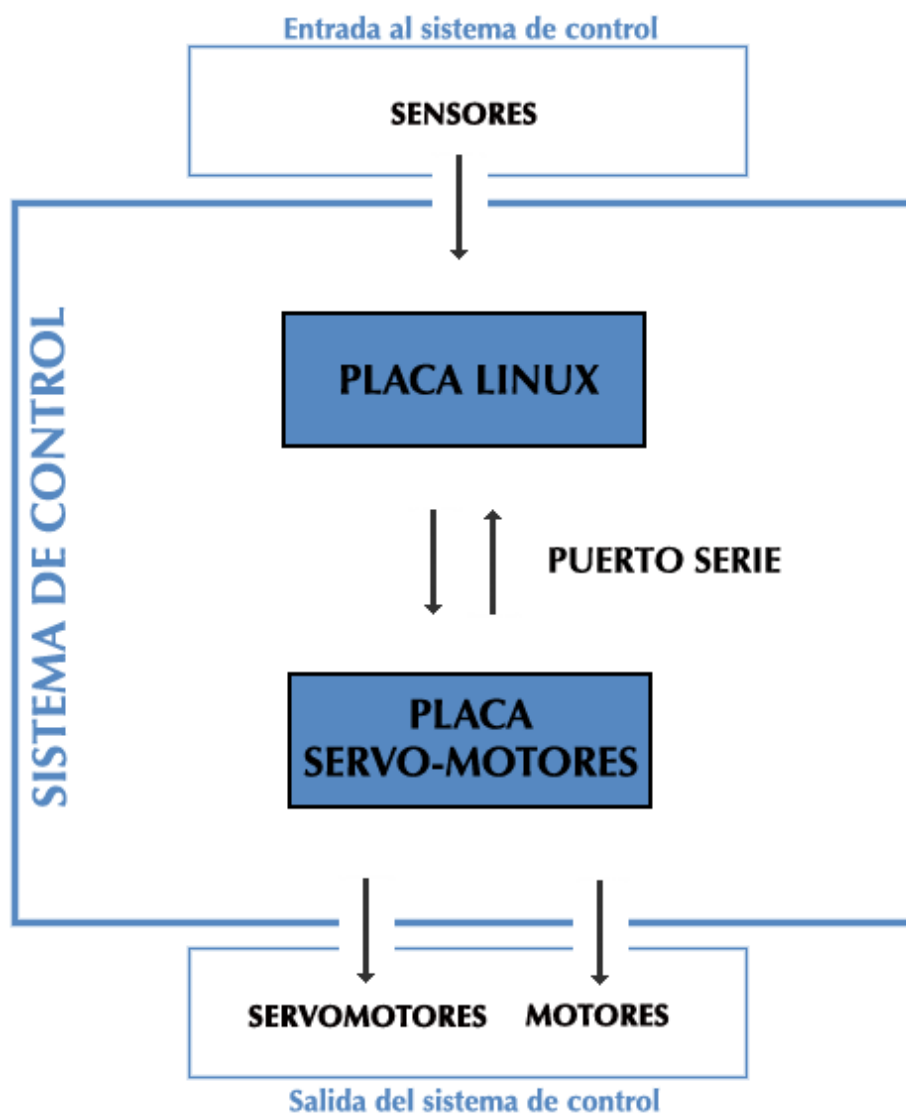 Entrada al sistema de control
SENSORES
SISTEMA DE CONTROL
PLACA LINUX
PUERTO SERIE
PLACA
SERVO-MOTORES
SERVOMOTORES
MOTORES
Salida del sistema de control